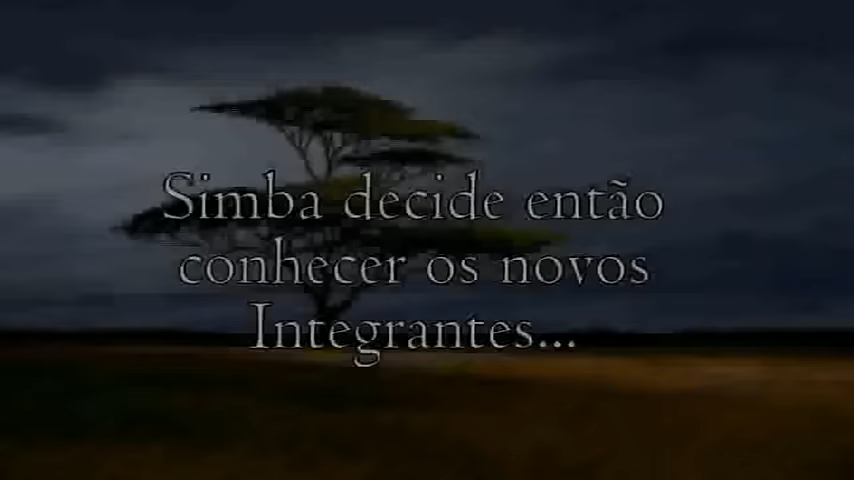 Simba decide então
conhecer os novos
Integrantes...